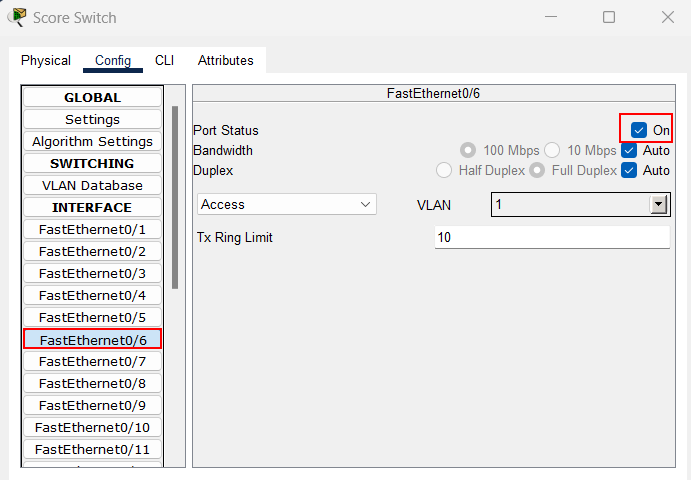 Score Switch
Physical Config CLI Attributes
GLOBAL
Settings
Algorithm Settings
SWITCHING
VLAN Database
INTERFACE
FastEthernet0/1
FastEthernet0/2
FastEthernet0/3
FastEthernet0/4
FastEthernet0/5
FastEthernet0/6
FastEthernet0/7
FastEthernet0/8
FastEthernet0/9
FastEthernet0/10
FastEthernet0/11
FastEthernet0/6
Port Status On
Bandwidth 100 Mbps 10 Mbps Auto
Duplex Half Duplex Full Duplex Auto
Access VLAN 1
Tx Ring Limit 10